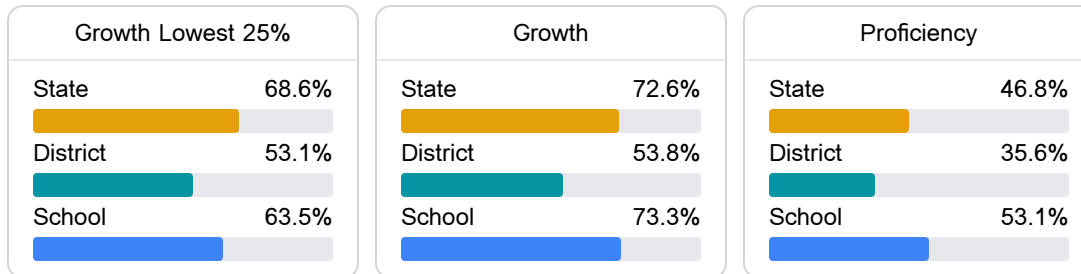 Growth Lowest 25%
State 68.6%
District 53.1%
School 63.5%
Growth
State 72.6%
District 53.8%
School 73.3%
Proficiency
State 46.8%
District 35.6%
School 53.1%